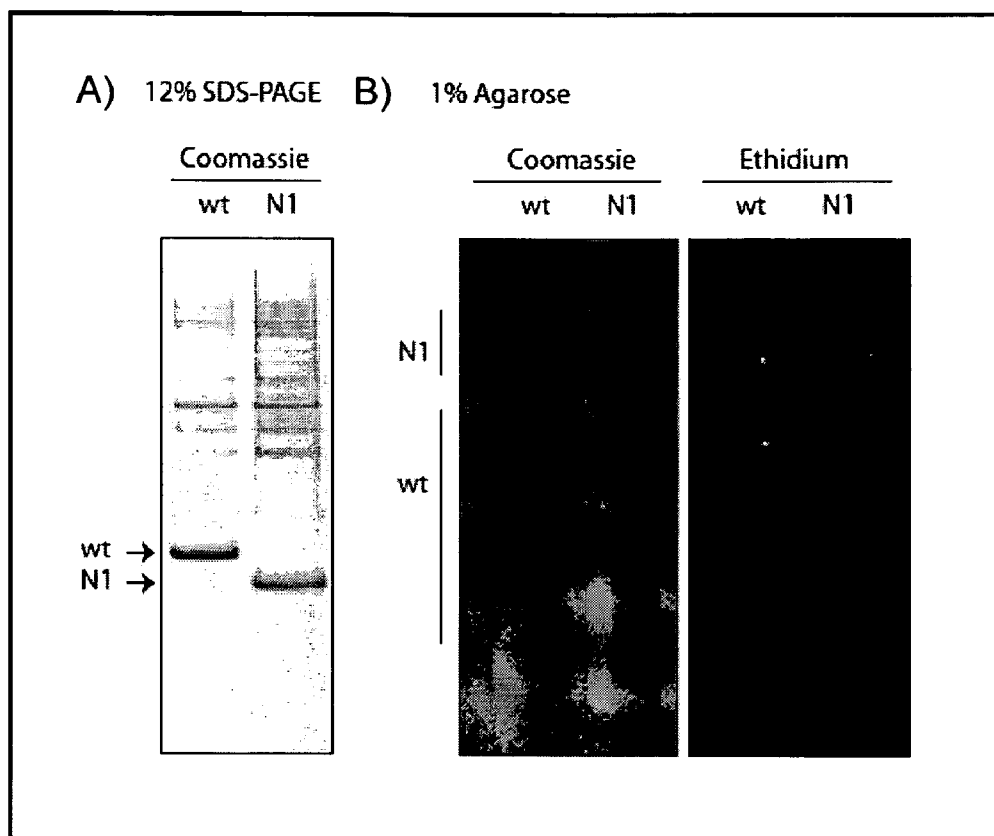 A) 12% SDS-PAGE
Coomassie
wt N1
wt →
N1 →
B) 1% Agarose
Coomassie
wt N1
Ethidium
wt N1
N1
wt